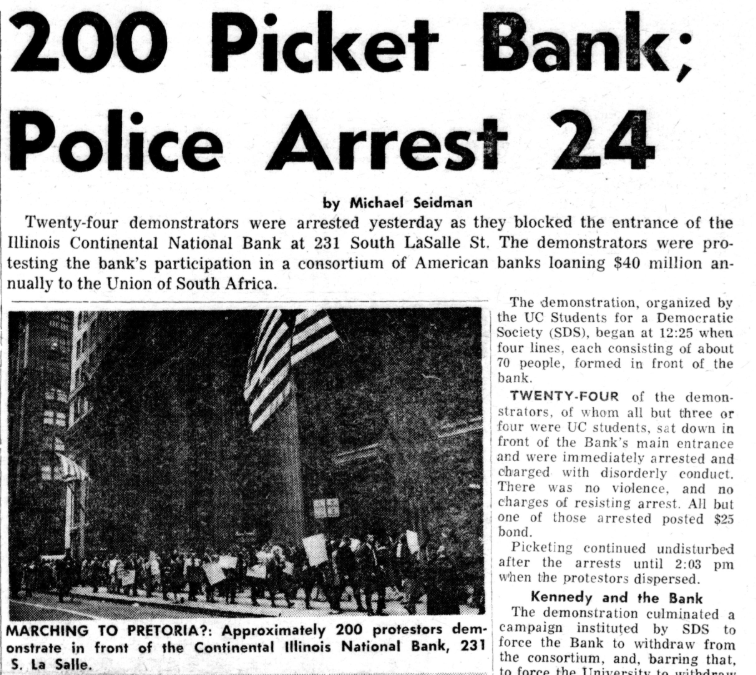 200 Picket Bank;
Police Arrest 24
by Michael Seidman
Twenty-four demonstrators were arrested yesterday as they blocked the entrance of the
Illinois Continental National Bank at 231 South LaSalle St. The demonstrators were pro-
testing the bank's participation in a consortium of American banks loaning $40 million an-
nually to the Union of South Africa.
MARCHING TO PRETORIA?: Approximately 200 protestors dem-
onstrate in front of the Continental Illinois National Bank, 231
S. La Salle.
The demonstration, organized by
the UC Students for a Democratic
Society (SDS), began at 12:25 when
four lines, each consisting of about
70 people, formed in front of the
bank.
TWENTY-FOUR of the demon-
strators, of whom all but three or
four were UC students, sat down in
front of the Bank's main entrance
and were immediately arrested and
charged with disorderly conduct.
There was no violence, and no
charges of resisting arrest. All but
one of those arrested posted $25
bond.
Picketing continued undisturbed
after the arrests until 2:03 pm
when the protestors dispersed.
Kennedy and the Bank
The demonstration culminated a
campaign instituted by SDS to
force the Bank to withdraw from
the consortium, and, barring that,
to force the University to withdraw